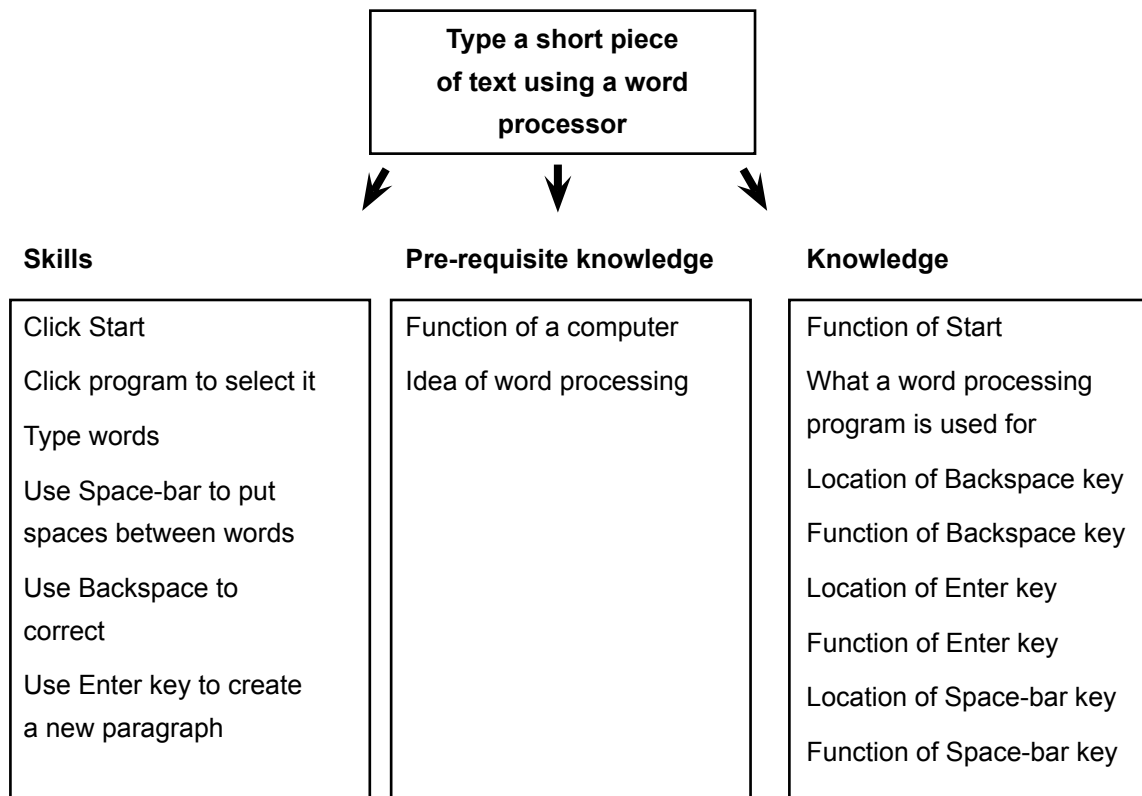 Type a short piece
of text using a word
processor
Skills
Click Start
Click program to select it
Type words
Use Space-bar to put
spaces between words
Use Backspace to
correct
Use Enter key to create
a new paragraph
Pre-requisite knowledge
Function of a computer
Idea of word processing
Knowledge
Function of Start
What a word processing
program is used for
Location of Backspace key
Function of Backspace key
Location of Enter key
Function of Enter key
Location of Space-bar key
Function of Space-bar key